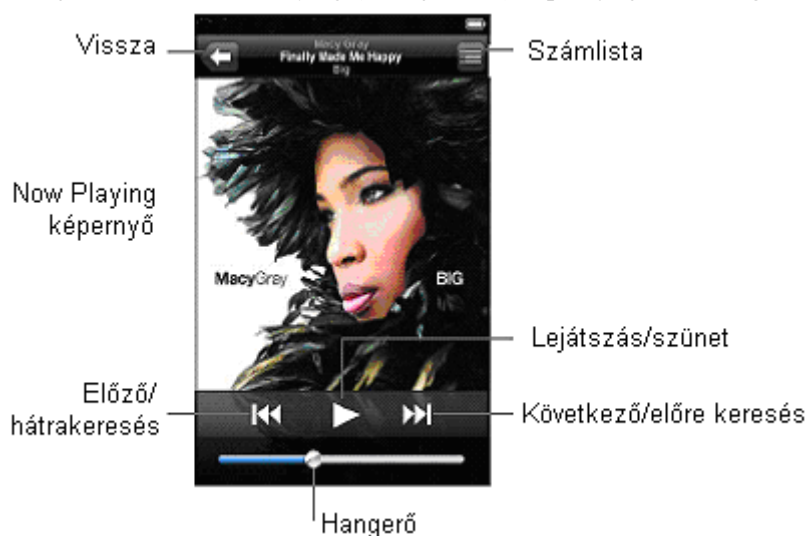 Vissza
Macy Gray
Finally Made Me Happy
Big
Számlista
Now Playing
képernyő
MacyGray
BIG
Lejátszás/szünet
Előző/
hátrakeresés
Következő/előre keresés
Hangerő